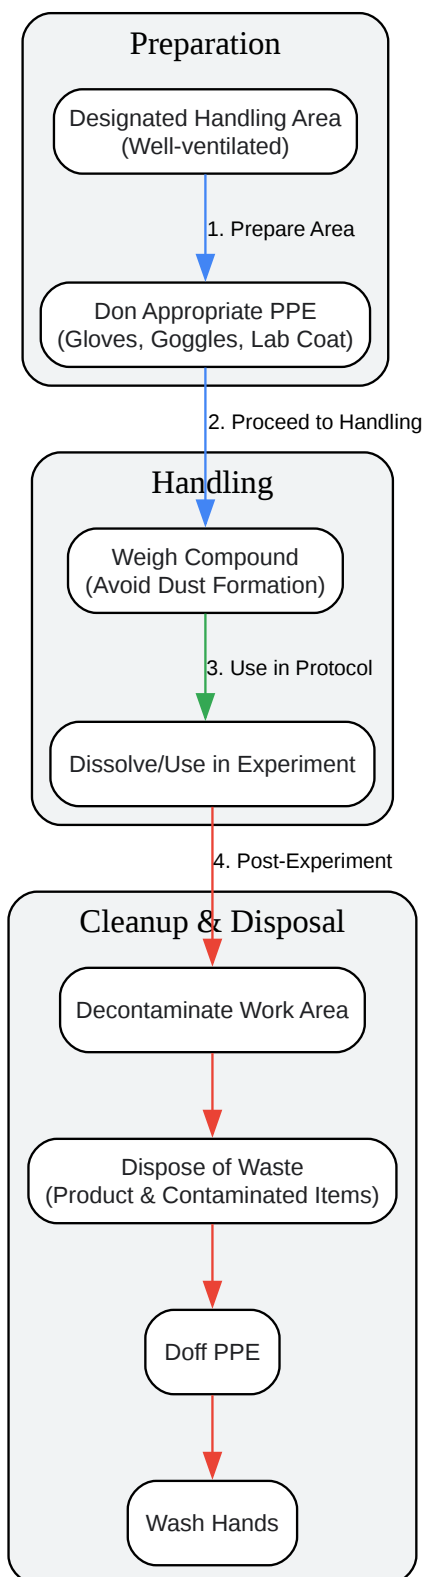 Preparation
Designated Handling Area
(Well-ventilated)
1. Prepare Area
Don Appropriate PPE
(Gloves, Goggles, Lab Coat)
2. Proceed to Handling
Handling
Weigh Compound
(Avoid Dust Formation)
3. Use in Protocol
Dissolve/Use in Experiment
4. Post-Experiment
Cleanup & Disposal
Decontaminate Work Area
Dispose of Waste
(Product & Contaminated Items)
Doff PPE
Wash Hands